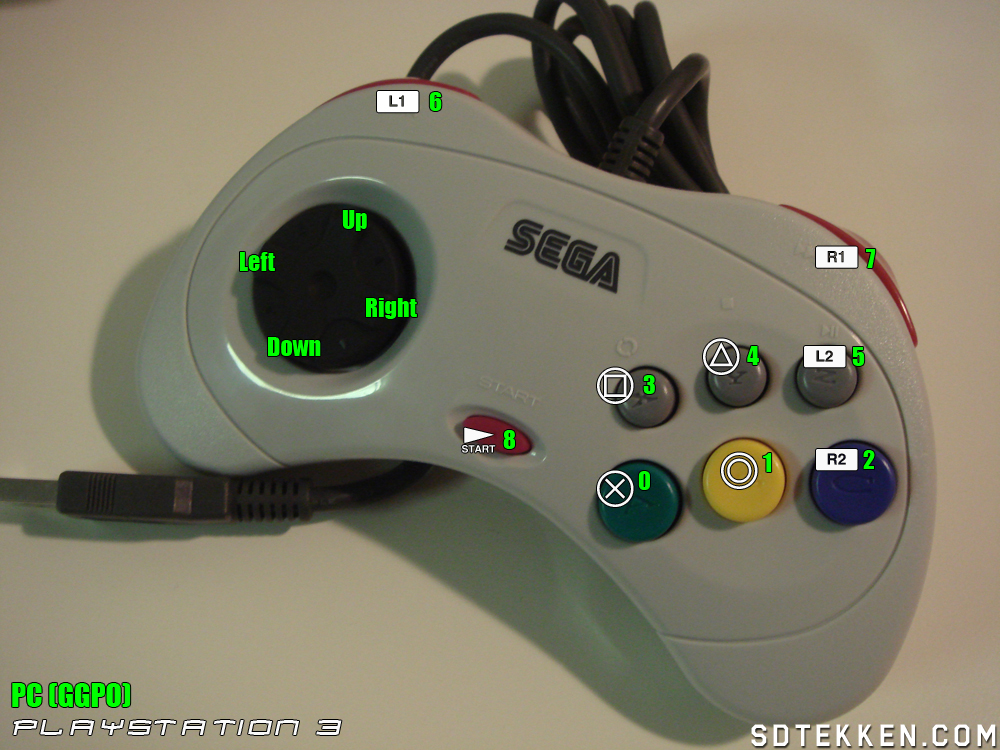 L1 6
Up
Left
SEGA
R1 7
Right
Down
START
3
4
L2 5
START 8
0
1
R2 2
PC (GGPO)
PLAYSTATION 3
SDTEKKEN.COM